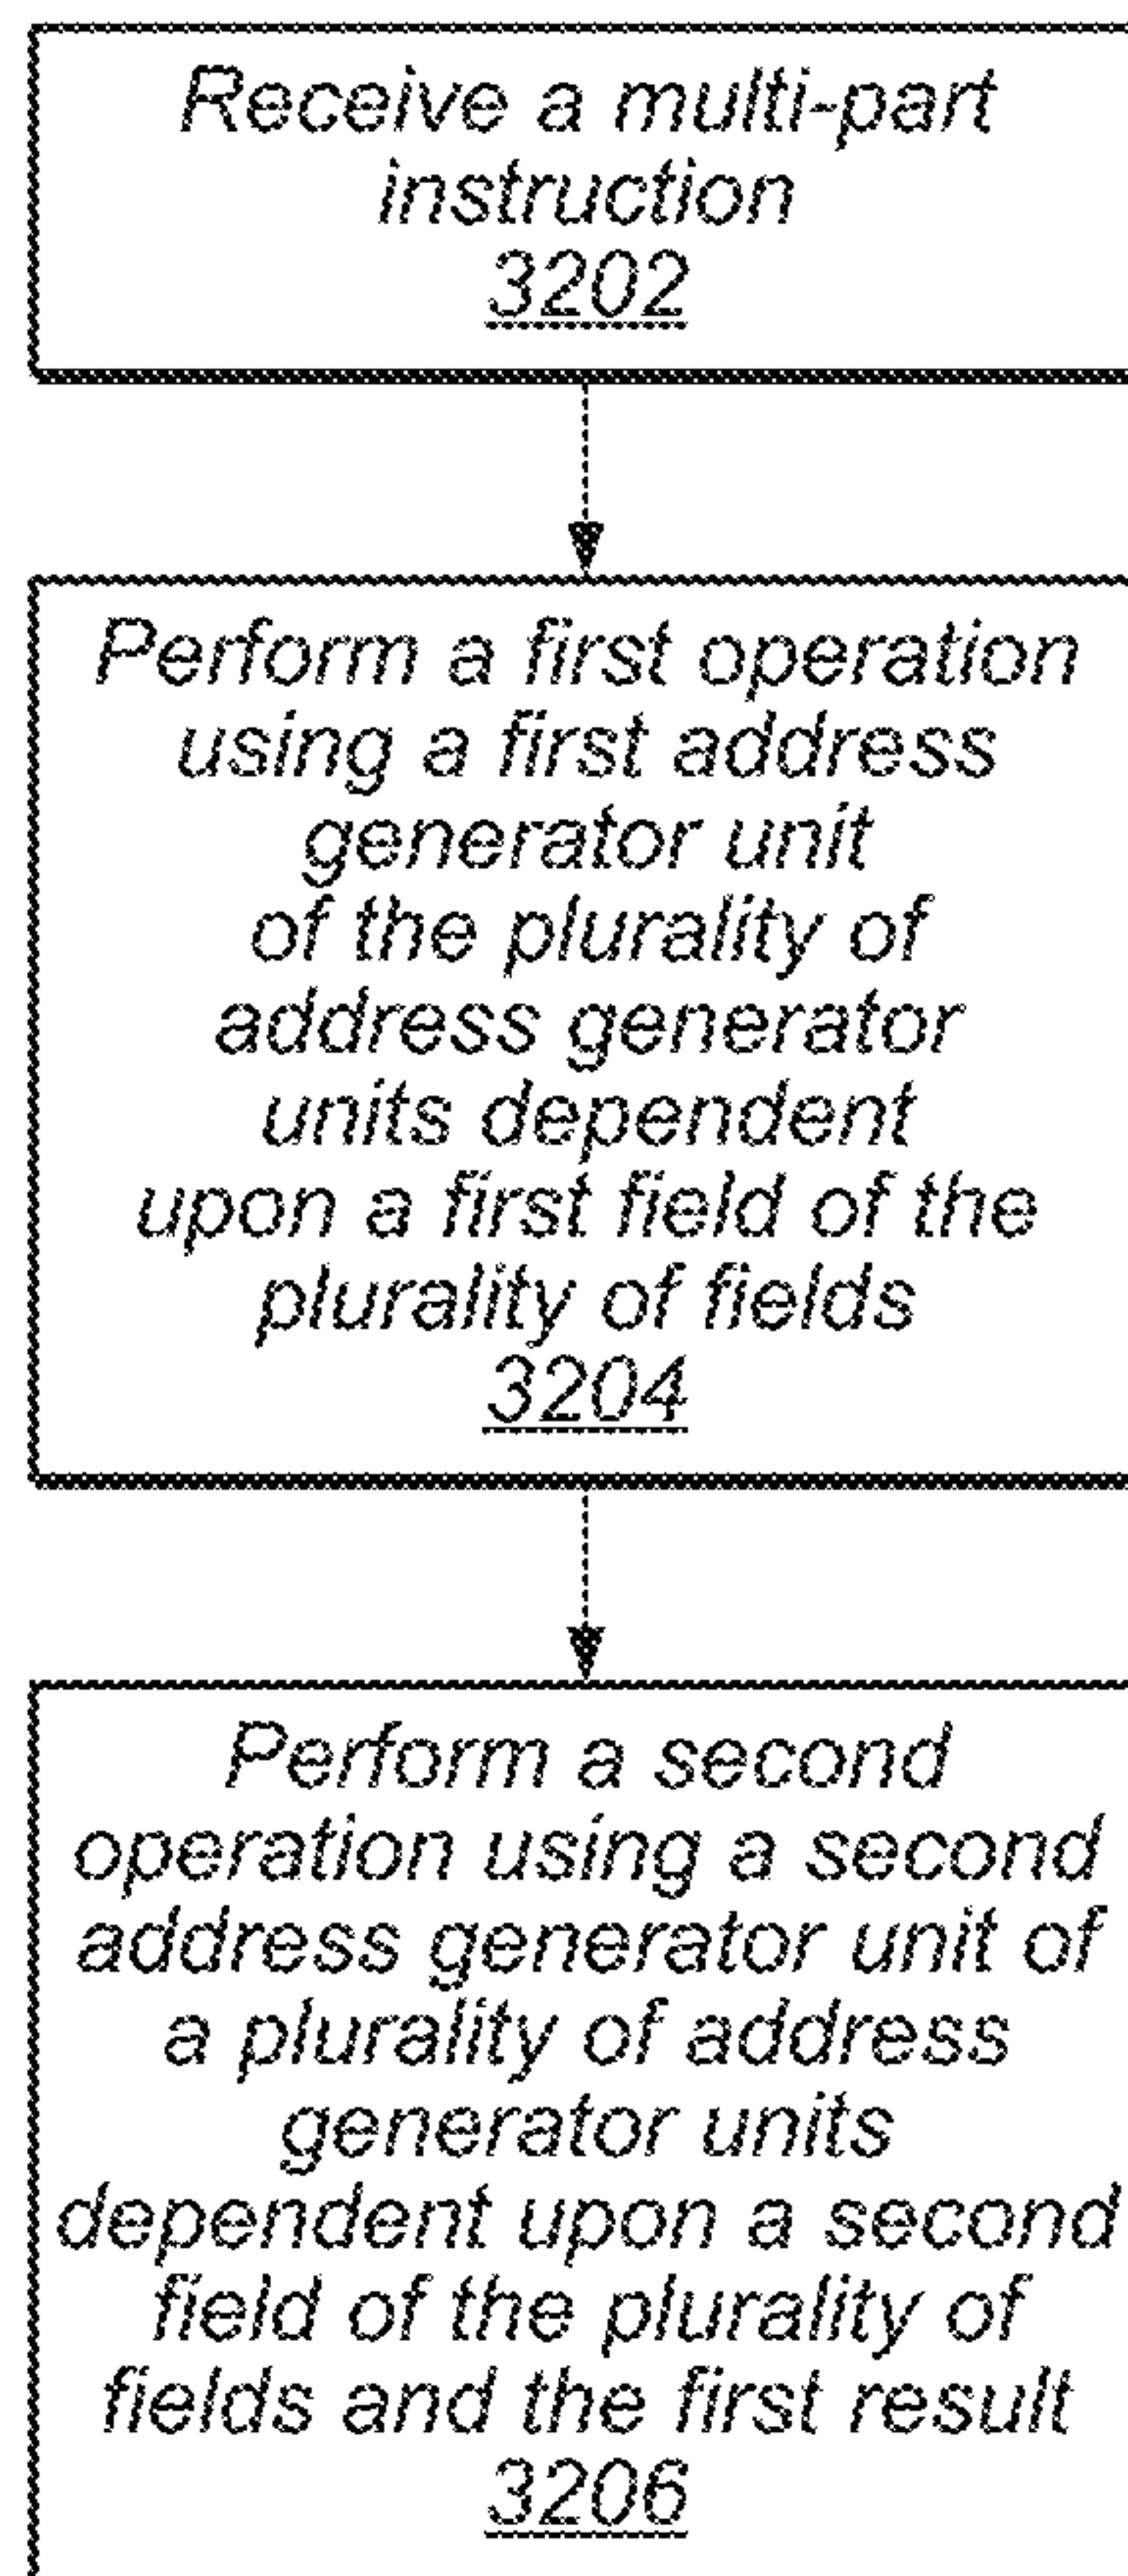 Receive a multi-part
instruction
3202
Perform a first operation
using a first address
generator unit
of the plurality of
address generator
units dependent
upon a first field of the
plurality of fields
3204
Perform a second
operation using a second
address generator unit of
a plurality of address
generator units
dependent upon a second
field of the plurality of
fields and the first result
3206